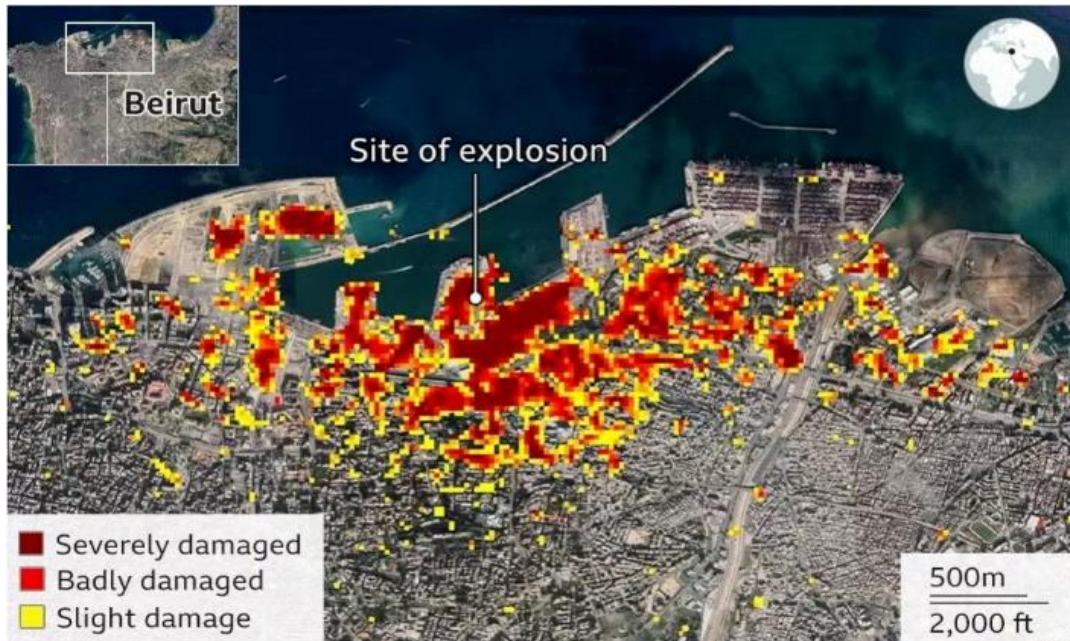 Beirut
Site of explosion
Severely damaged
Badly damaged
Slight damage
500m
2,000 ft